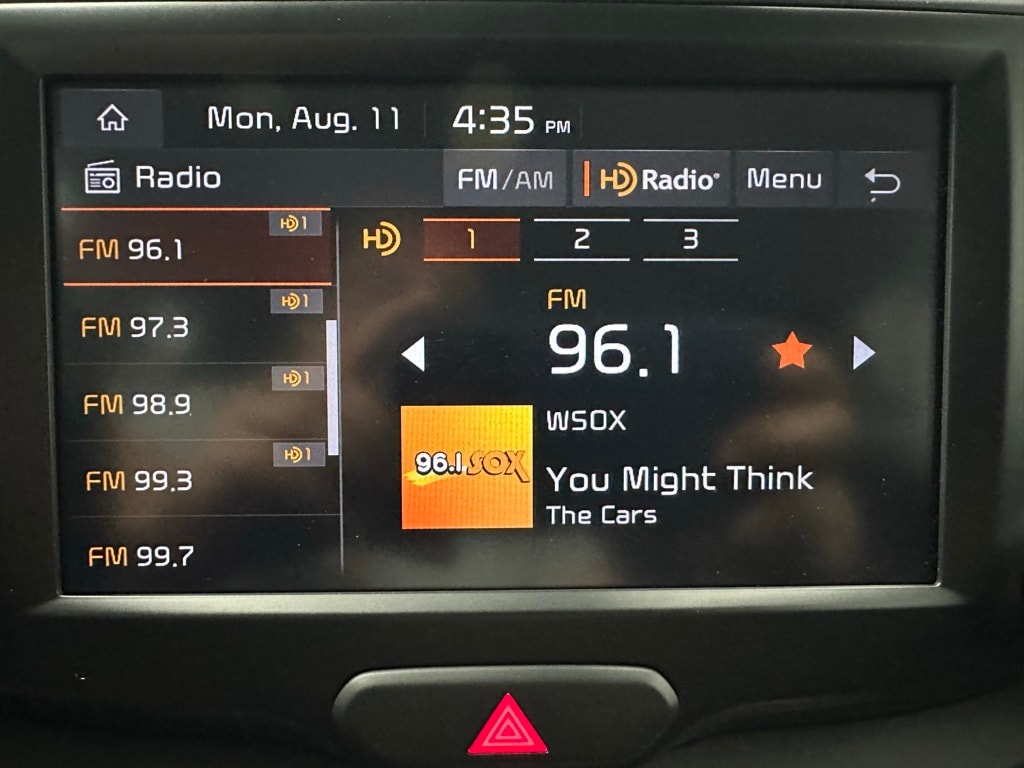 Mon, Aug. 11 4:35 PM
Radio FM/AM HD Radio Menu
HD1
FM 96.1
HD1
FM 97.3
HD1
FM 98.9
HD1
FM 99.3
FM 99.7
HD 1 2 3
FM
96.1
96.1 SOX
WSOX
You Might Think
The Cars